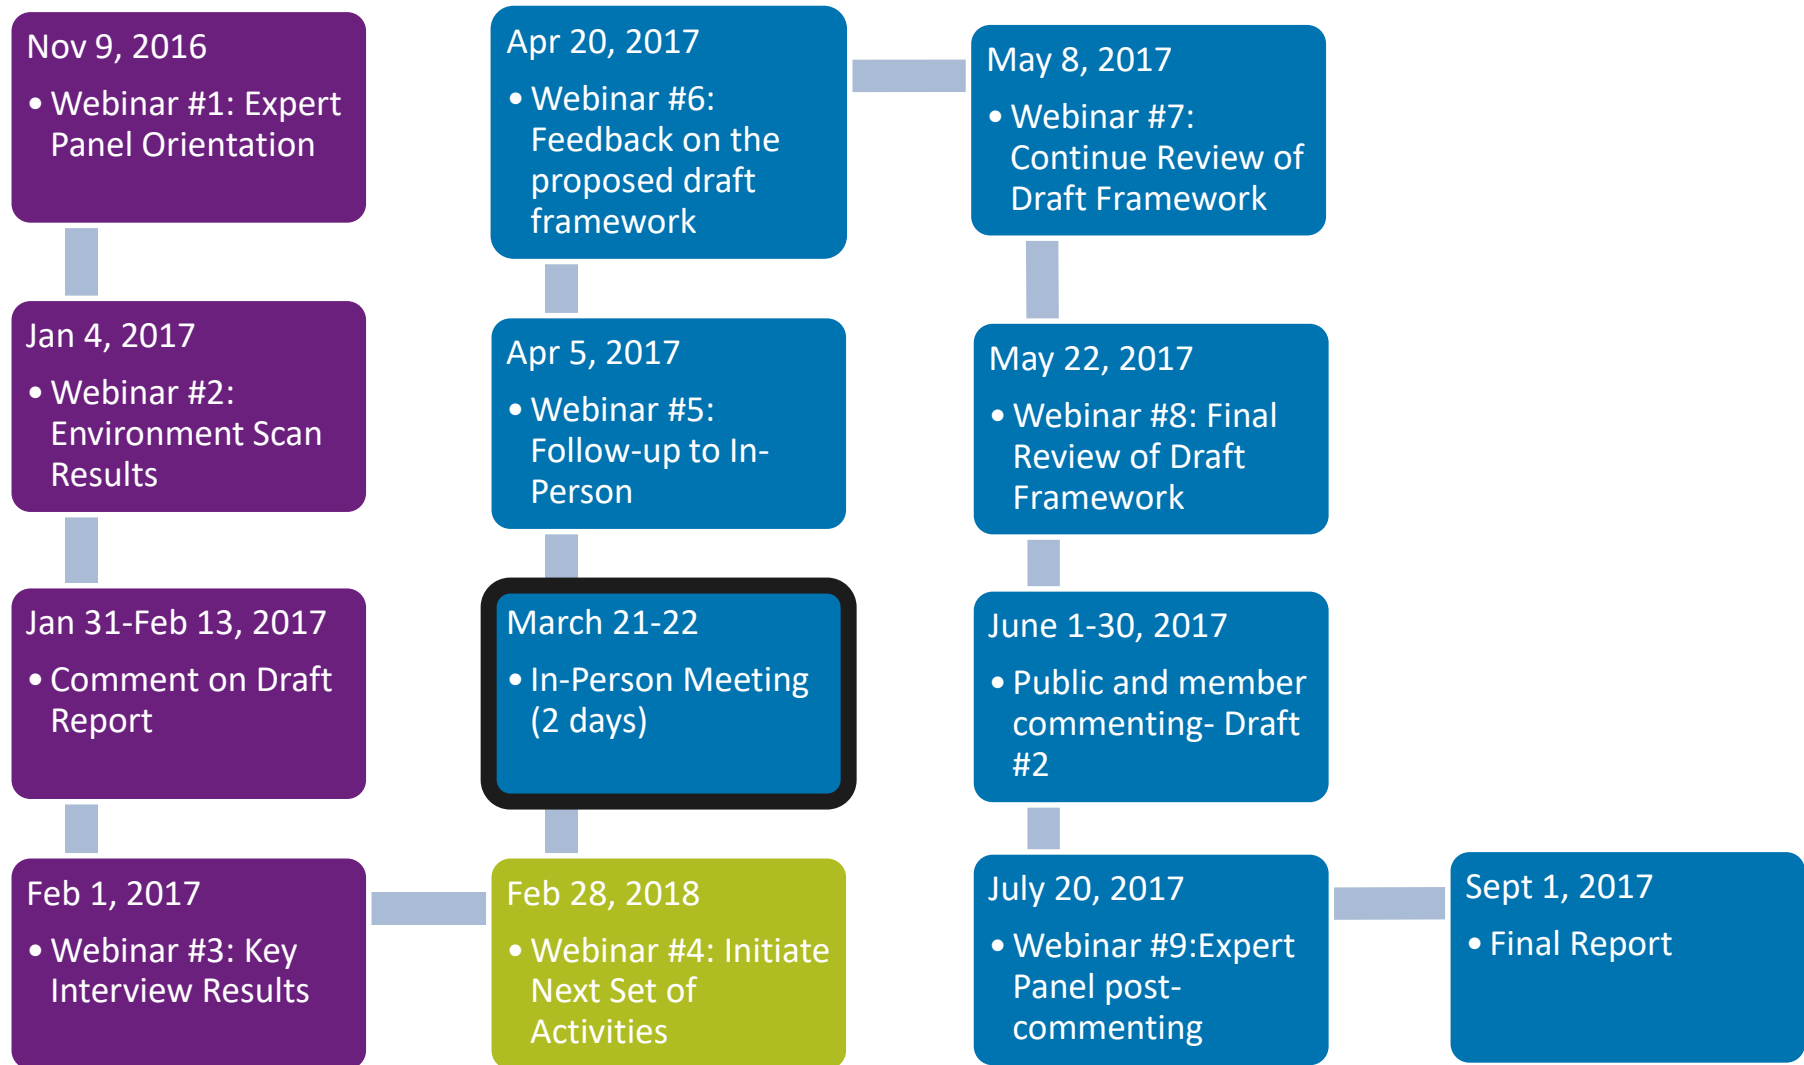 Nov 9, 2016
• Webinar #1: Expert
Panel Orientation
Jan 4, 2017
• Webinar #2:
Environment Scan
Results
Jan 31-Feb 13, 2017
• Comment on Draft
Report
Feb 1, 2017
• Webinar #3: Key
Interview Results
Feb 28, 2018
• Webinar #4: Initiate
Next Set of
Activities
March 21-22
• In-Person Meeting
(2 days)
Apr 5, 2017
• Webinar #5:
Follow-up to In-
Person
Apr 20, 2017
• Webinar #6:
Feedback on the
proposed draft
framework
May 8, 2017
• Webinar #7:
Continue Review of
Draft Framework
May 22, 2017
• Webinar #8: Final
Review of Draft
Framework
June 1-30, 2017
• Public and member
commenting- Draft
#2
July 20, 2017
• Webinar #9:Expert
Panel post-
commenting
Sept 1, 2017
• Final Report